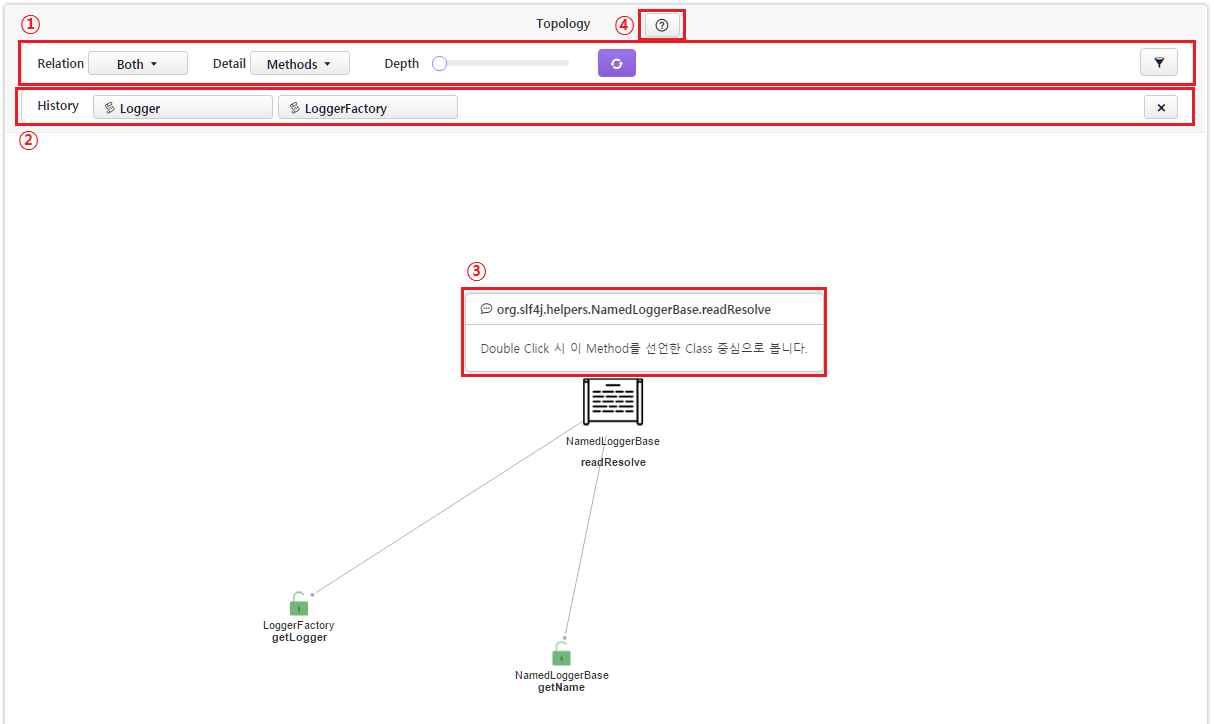 ①
Topology
④
Relation Both Detail Methods Depth
History Logger LoggerFactory
②
③
org.slf4j.helpers.NamedLoggerBase.readResolve
Double Click 시 이 Method를 선언한 Class 중심으로 봅니다.
NamedLoggerBase
readResolve
LoggerFactory
getLogger
NamedLoggerBase
getName